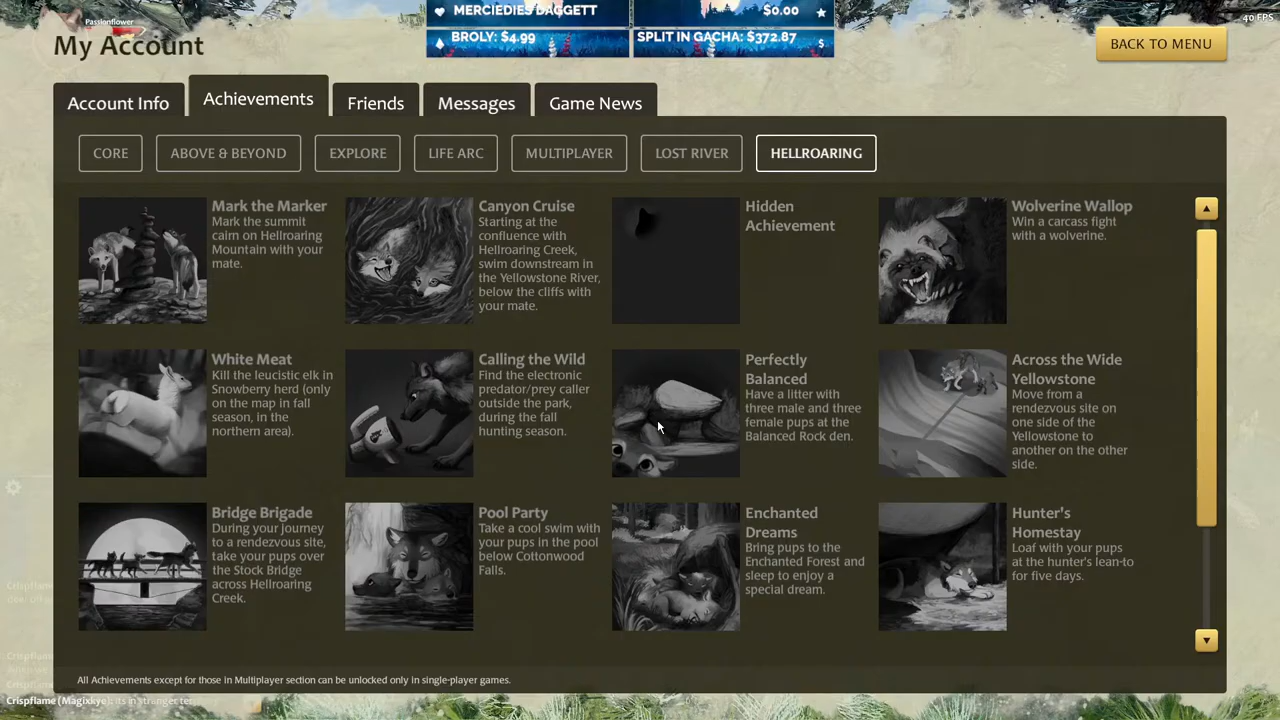 MERCIEDIES DAGGETT
$0.00
BROLY: $4.99
SPLIT IN GACHA: $372.87
$
Passionflower
40 FPS
My Account
BACK TO MENU
Account Info
Achievements
Friends
Messages
Game News
CORE
ABOVE & BEYOND
EXPLORE
LIFE ARC
MULTIPLAYER
LOST RIVER
HELLROARING
Mark the Marker
Mark the summit
cairn on Hellroaring
Mountain with your
mate.
Canyon Cruise
Starting at the
confluence with
Hellroaring Creek,
swim downstream in
the Yellowstone River,
below the cliffs with
your mate.
Hidden
Achievement
Wolverine Wallop
Win a carcass fight
with a wolverine.
White Meat
Kill the leucistic elk in
Snowberry herd (only
on the map in fall
season, in the
northern area).
Calling the Wild
Find the electronic
predator/prey caller
outside the park,
during the fall
hunting season.
Perfectly
Balanced
Have a litter with
three male and three
female pups at the
Balanced Rock den.
Across the Wide
Yellowstone
Move from a
rendezvous site on
one side of the
Yellowstone to
another on the other
side.
Bridge Brigade
During your journey
to a rendezvous site,
take your pups over
the Stock Bridge
across Hellroaring
Creek.
Pool Party
Take a cool swim with
your pups in the pool
below Cottonwood
Falls.
Enchanted
Dreams
Bring pups to the
Enchanted Forest and
sleep to enjoy a
special dream.
Hunter's
Homestay
Loaf with your pups
at the hunter's lean-to
for five days.
All Achievements except for those in Multiplayer section can be unlocked only in single-player games.
Crispflame (Magixkye): its in stranger